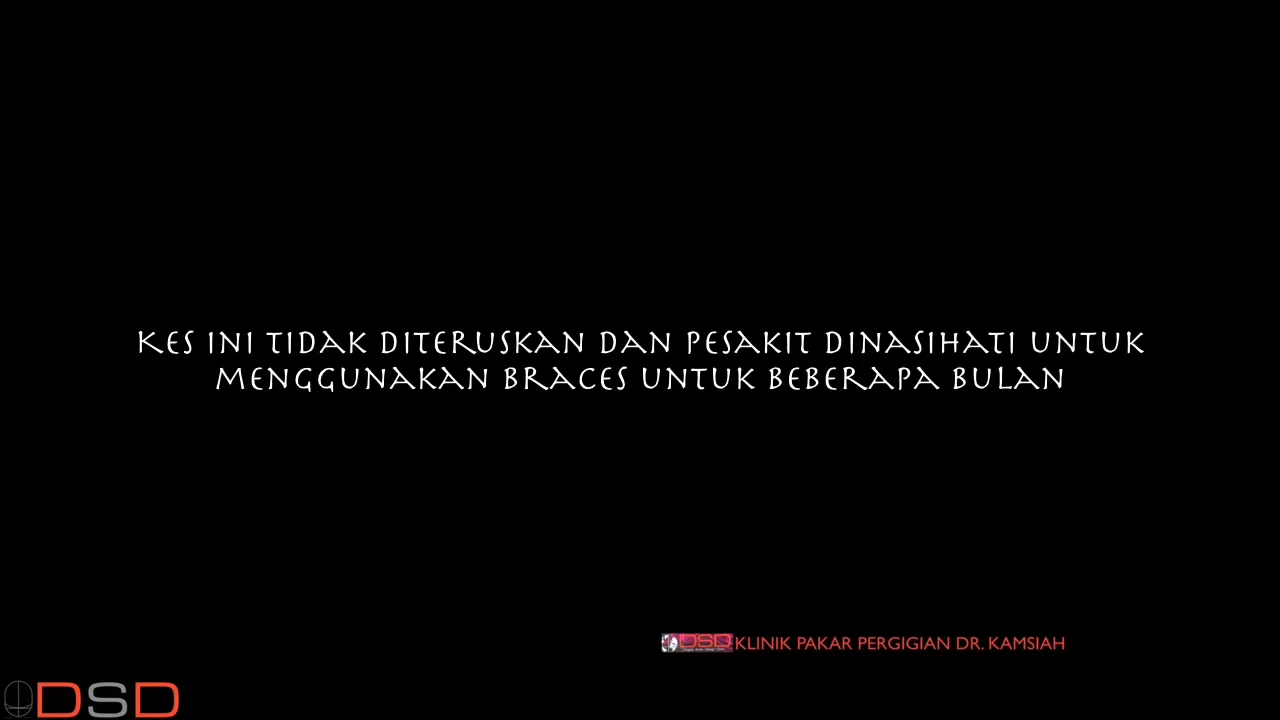 KES INI TIDAK DITERUSKAN DAN PESAKIT DINASIHATI UNTUK
MENGGUNAKAN BRACES UNTUK BEBERAPA BULAN
DSD KLINIK PAKAR PERGIGIAN DR. KAMSIAH
DSD